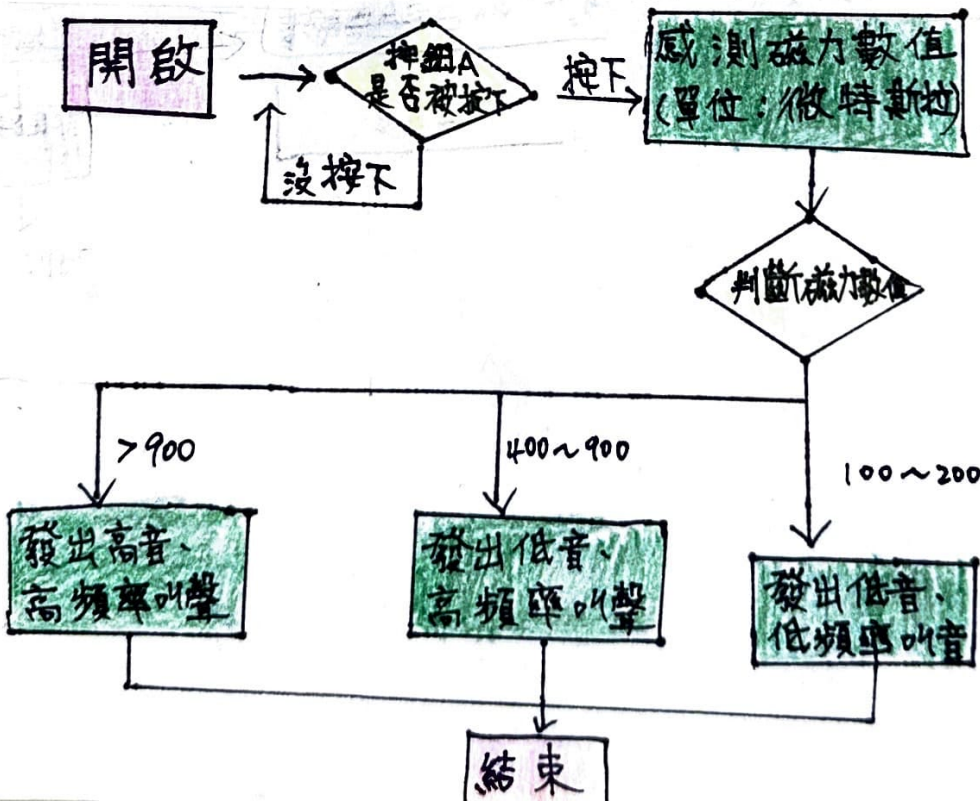 開啟
按鈕A
是否被按下
按下
沒按下
感測磁力數值
(單位：微特斯拉)
判斷磁力數值
>900
400~900
100~200
發出高音、
高頻率叫聲
發出低音、
高頻率叫聲
發出低音、
低頻率叫音
結束